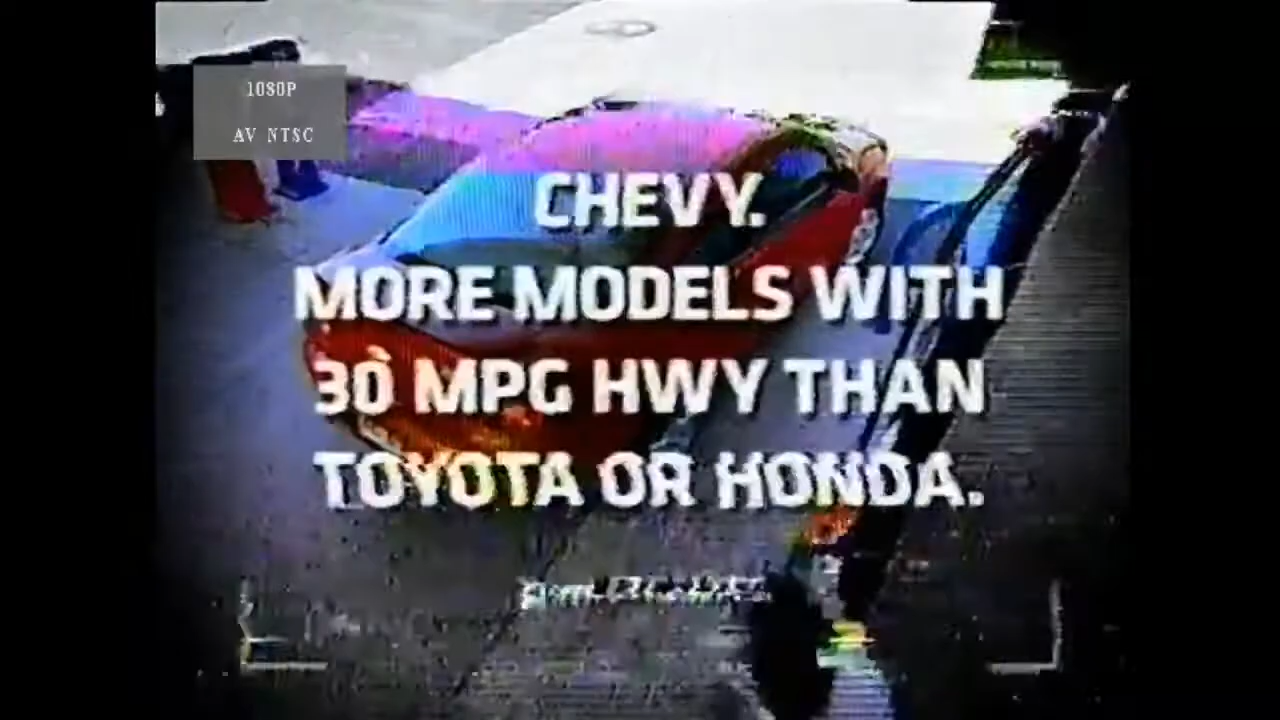 1080P
AV NTSC
CHEVY.
MORE MODELS WITH
30 MPG HWY THAN
TOYOTA OR HONDA.